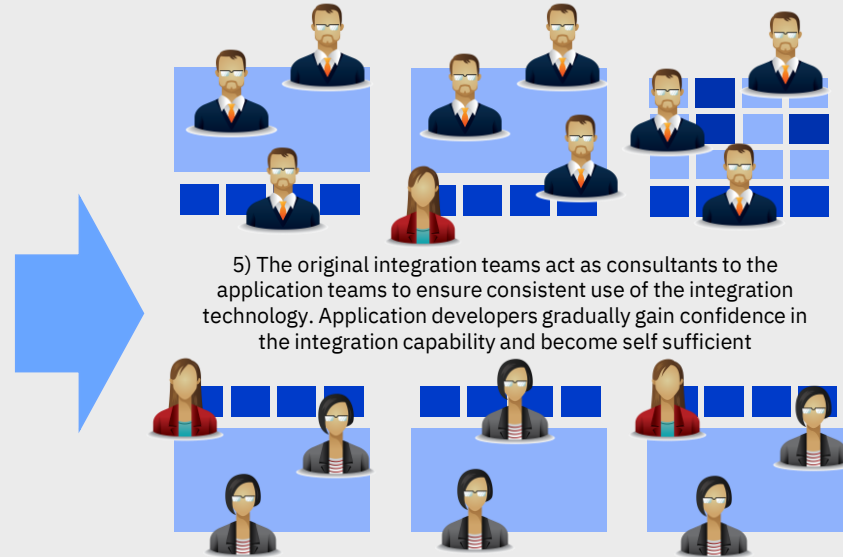 5) The original integration teams act as consultants to the
application teams to ensure consistent use of the integration
technology. Application developers gradually gain confidence in
the integration capability and become self sufficient